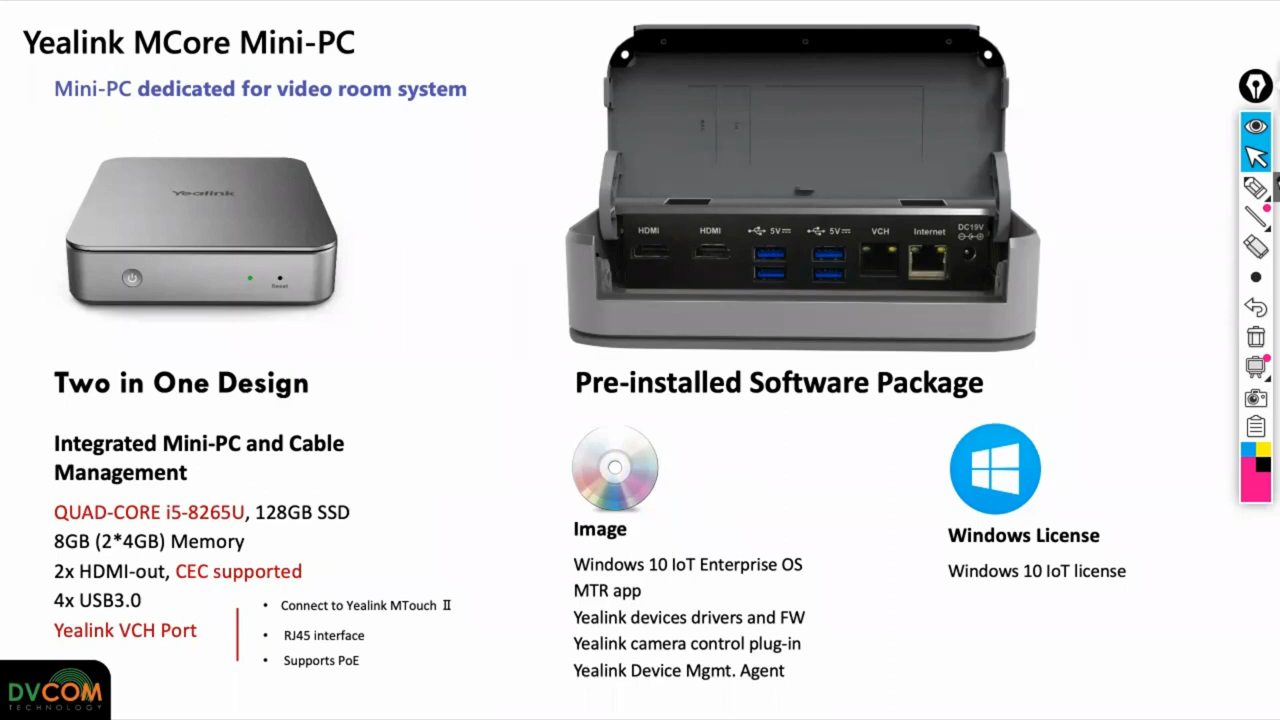 Yealink MCore Mini-PC
Mini-PC dedicated for video room system
Yealink
Reset
HDMI
HDMI
5V
5V
VCH
Internet
DC19V
Two in One Design
Integrated Mini-PC and Cable
Management
QUAD-CORE i5-8265U, 128GB SSD
8GB (2*4GB) Memory
2x HDMI-out, CEC supported
4x USB3.0
Yealink VCH Port
• Connect to Yealink MTouch Ⅱ
• RJ45 interface
• Supports PoE
Pre-installed Software Package
Image
Windows 10 IoT Enterprise OS
MTR app
Yealink devices drivers and FW
Yealink camera control plug-in
Yealink Device Mgmt. Agent
Windows License
Windows 10 IoT license
DVCOM
TECHNOLOGY